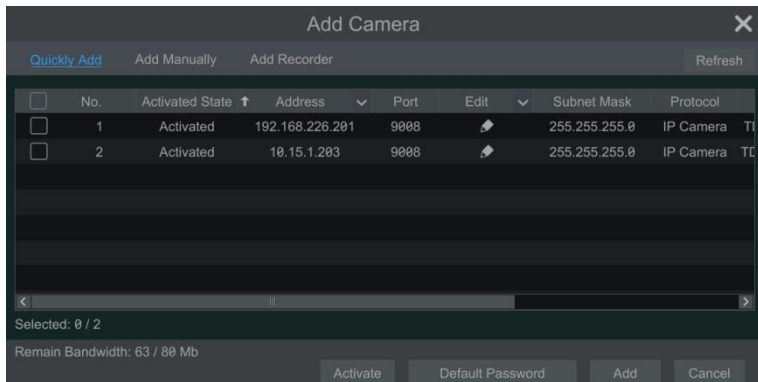 Add Camera
Quickly Add Add Manually Add Recorder Refresh
No. Activated State Address Port Edit Subnet Mask Protocol
1 Activated 192.168.226.201 9008 255.255.255.0 IP Camera
2 Activated 10.15.1.203 9008 255.255.255.0 IP Camera
Selected: 0 / 2
Remain Bandwidth: 63 / 80 Mb
Activate Default Password Add Cancel